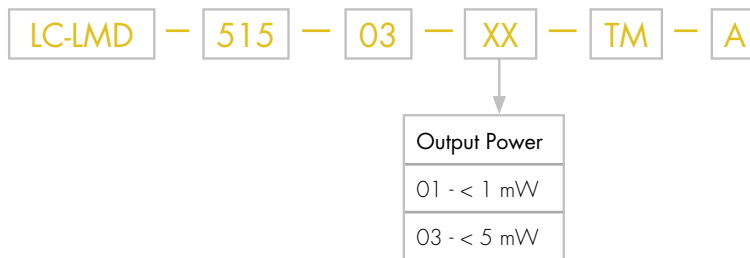 LC-LMD – 515 – 03 – XX – TM – A
Output Power
01 - < 1 mW
03 - < 5 mW